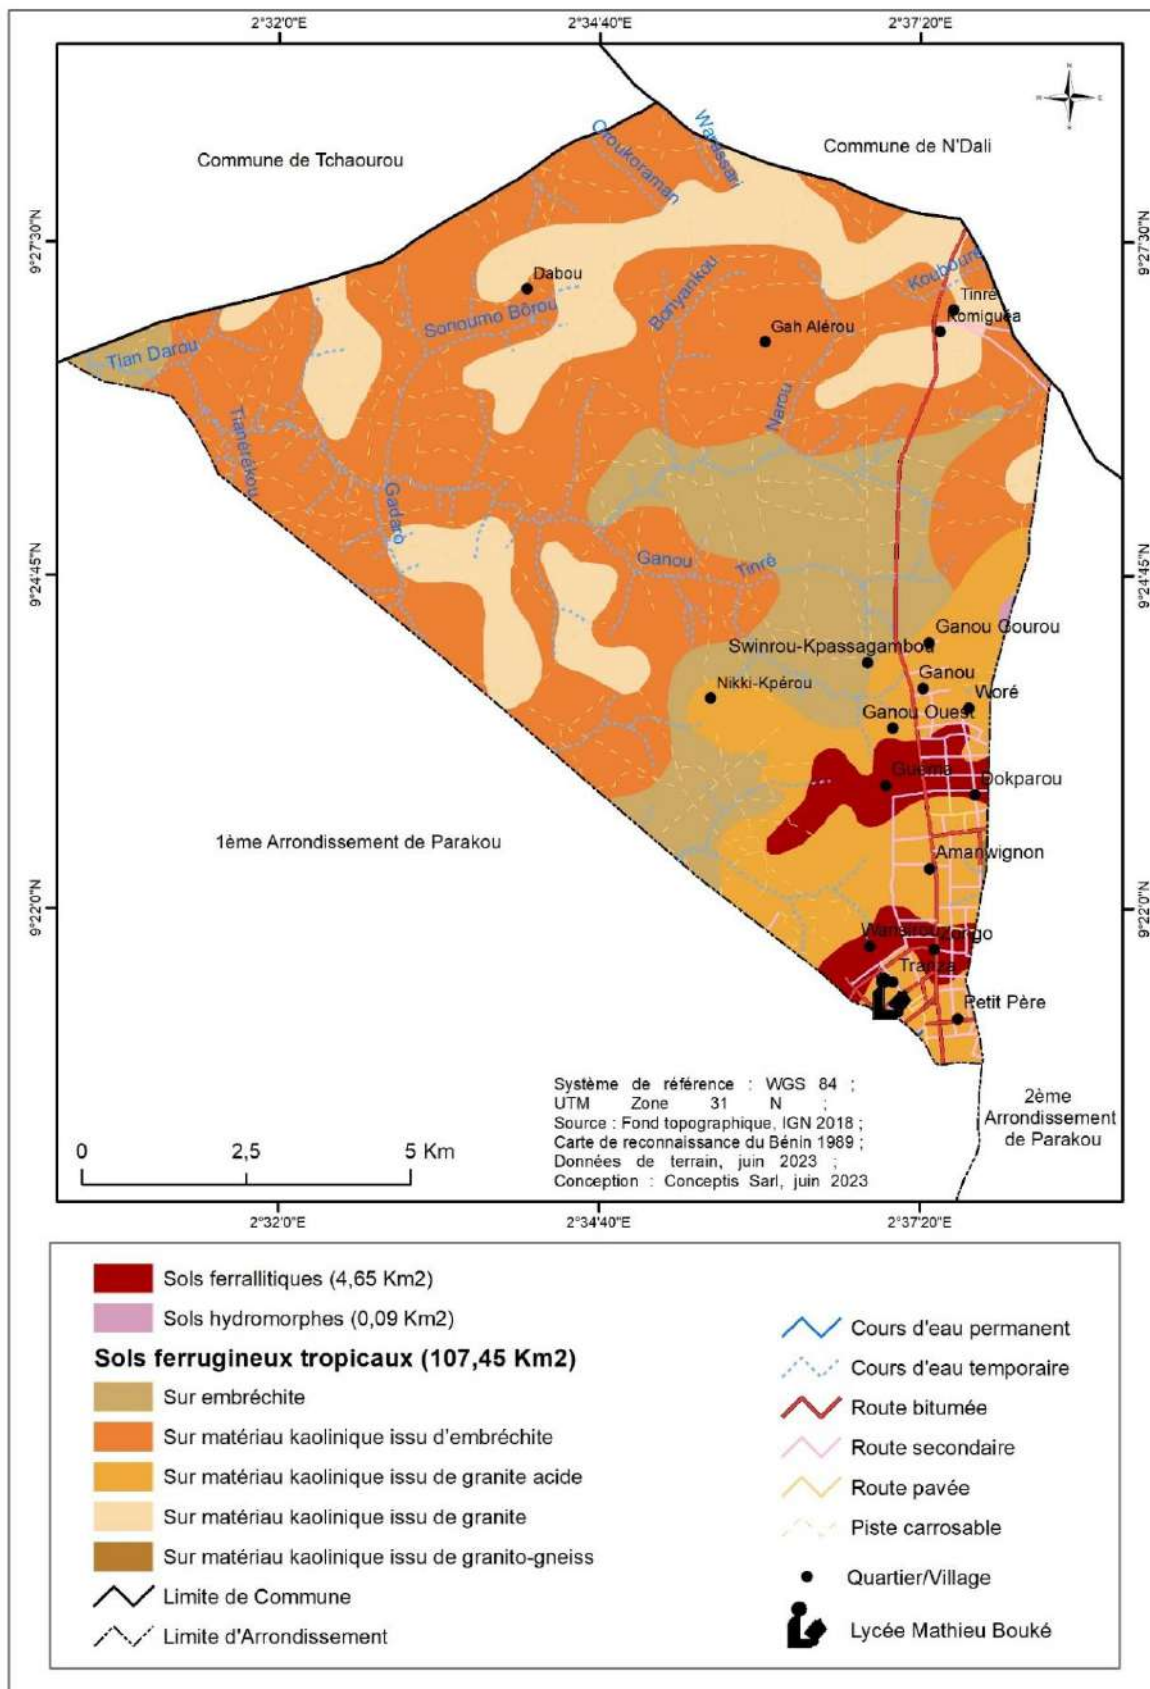 2°32'0"E
2°34'40"E
2°37'20"E
N
E
Commune de Tchaourou
Oroukoraman
Warassari
Commune de N'Dali
9°27'30"N
9°27'30"N
Kouboure
Dabou
Bonyankou
Tinré
Sonoumo Bôrou
Komiguéa
Gah Alérou
Tian Darou
Narou
Tianérékou
Gadaro
9°24'45"N
9°24'45"N
Ganou
Tinré
Ganou Gourou
Swinrou-Kpassagambou
Ganou
Nikki-Kpérou
Woré
Ganou Ouest
Guema
Dokparou
1ème Arrondissement de Parakou
Amanwignon
9°22'0"N
9°22'0"N
Wansirou
Zongo
Tranza
Petit Père
Système de référence : WGS 84 ;
UTM Zone 31 N ;
Source : Fond topographique, IGN 2018 ;
Carte de reconnaissance du Bénin 1989 ;
Données de terrain, juin 2023 ;
Conception : Conceptis Sarl, juin 2023
2ème
Arrondissement
de Parakou
0
2,5
5 Km
2°32'0"E
2°34'40"E
2°37'20"E
Sols ferrallitiques (4,65 Km2)
Sols hydromorphes (0,09 Km2)
Sols ferrugineux tropicaux (107,45 Km2)
Sur embréchite
Sur matériau kaolinique issu d'embréchite
Sur matériau kaolinique issu de granite acide
Sur matériau kaolinique issu de granite
Sur matériau kaolinique issu de granito-gneiss
Limite de Commune
Limite d'Arrondissement
Cours d'eau permanent
Cours d'eau temporaire
Route bitumée
Route secondaire
Route pavée
Piste carrosable
Quartier/Village
Lycée Mathieu Bouké